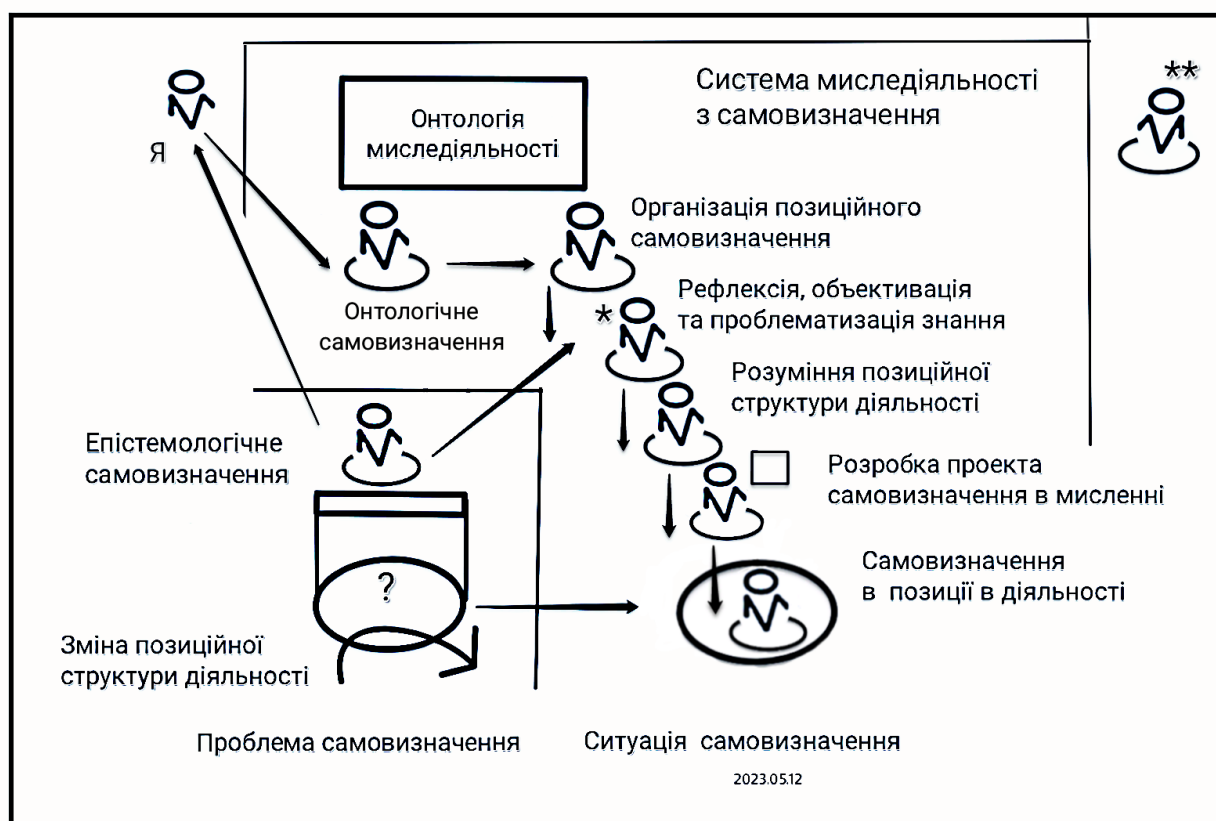 **
Система миследіяльності
з самовизначення
Онтологія
миследіяльності
Я
Організація позиційного
самовизначення
Рефлексія, объективація
та проблематизація знання
*
Онтологічне
самовизначення
Розуміння позиційної
структури діяльності
Епістемологічне
самовизначення
Розробка проекта
самовизначення в мисленні
?
Самовизначення
в позиції в діяльності
Зміна позиційної
структури діяльності
Проблема самовизначення
Ситуація самовизначення
2023.05.12